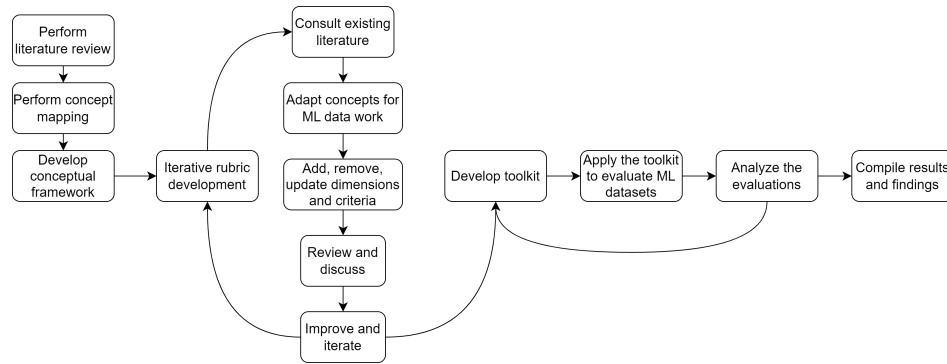 Perform
literature review
Perform concept
mapping
Develop
conceptual
framework
Iterative rubric
development
Consult existing
literature
Adapt concepts for
ML data work
Add, remove,
update dimensions
and criteria
Review and
discuss
Improve and
iterate
Develop toolkit
Apply the toolkit
to evaluate ML
datasets
Analyze the
evaluations
Compile results
and findings